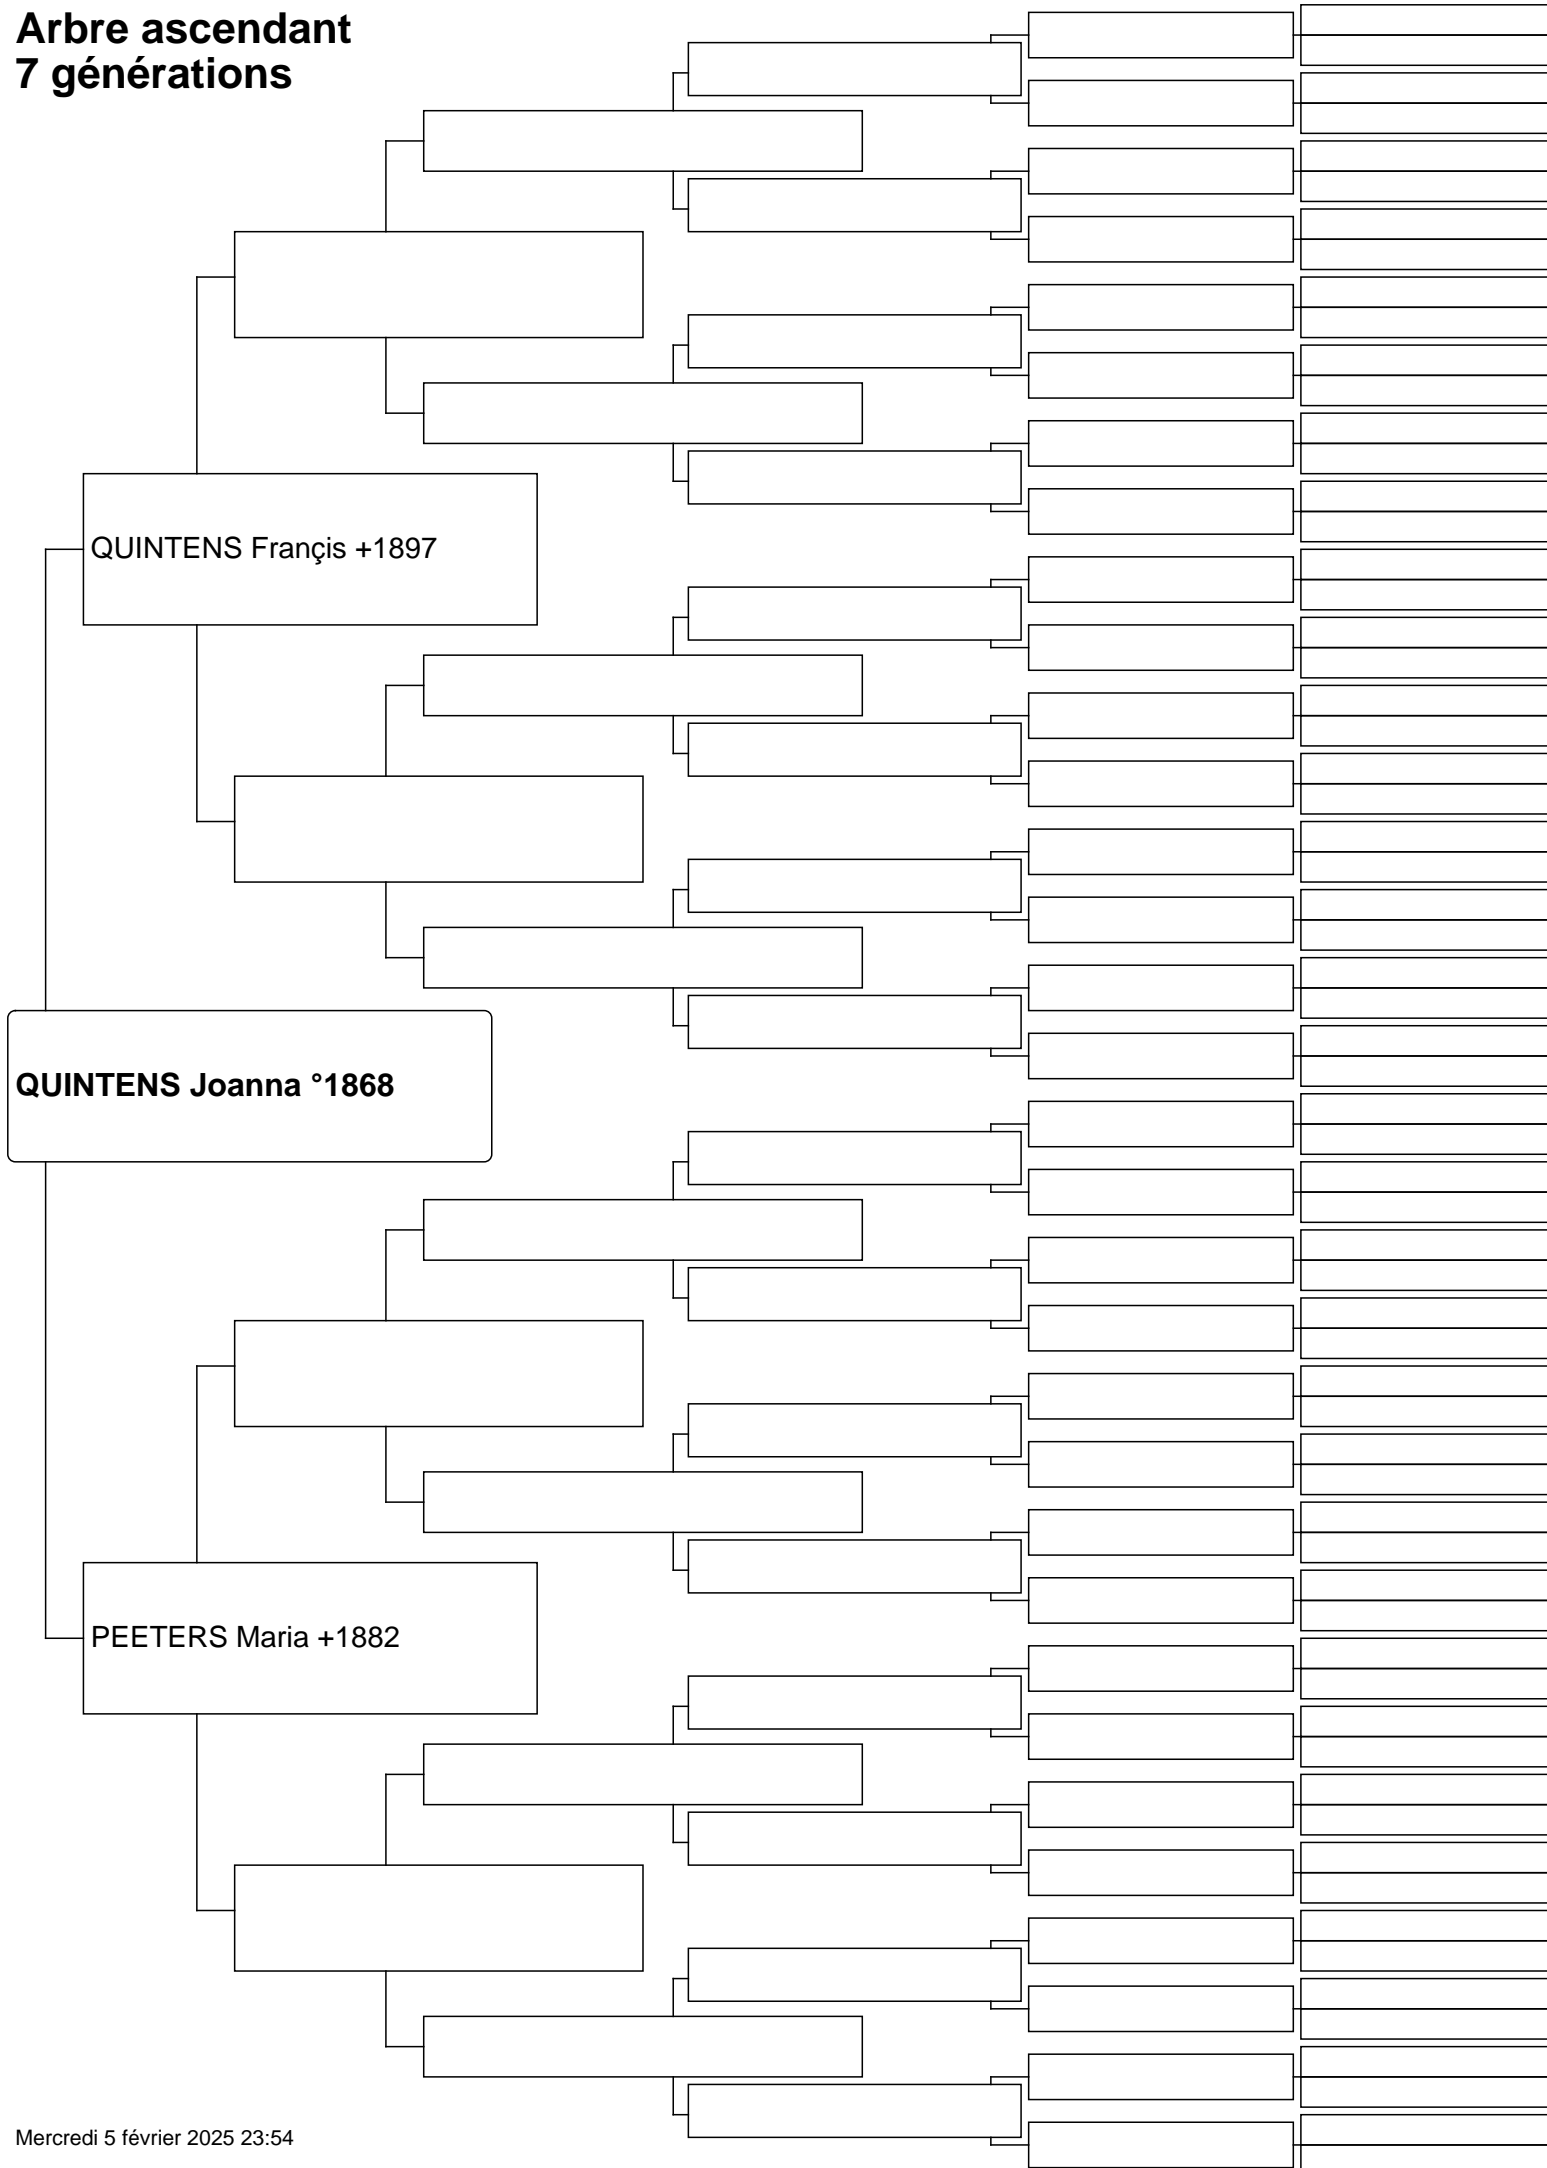 Arbre ascendant
7 générations
QUINTENS Françis +1897
QUINTENS Joanna °1868
PEETERS Maria +1882
Mercredi 5 février 2025 23:54